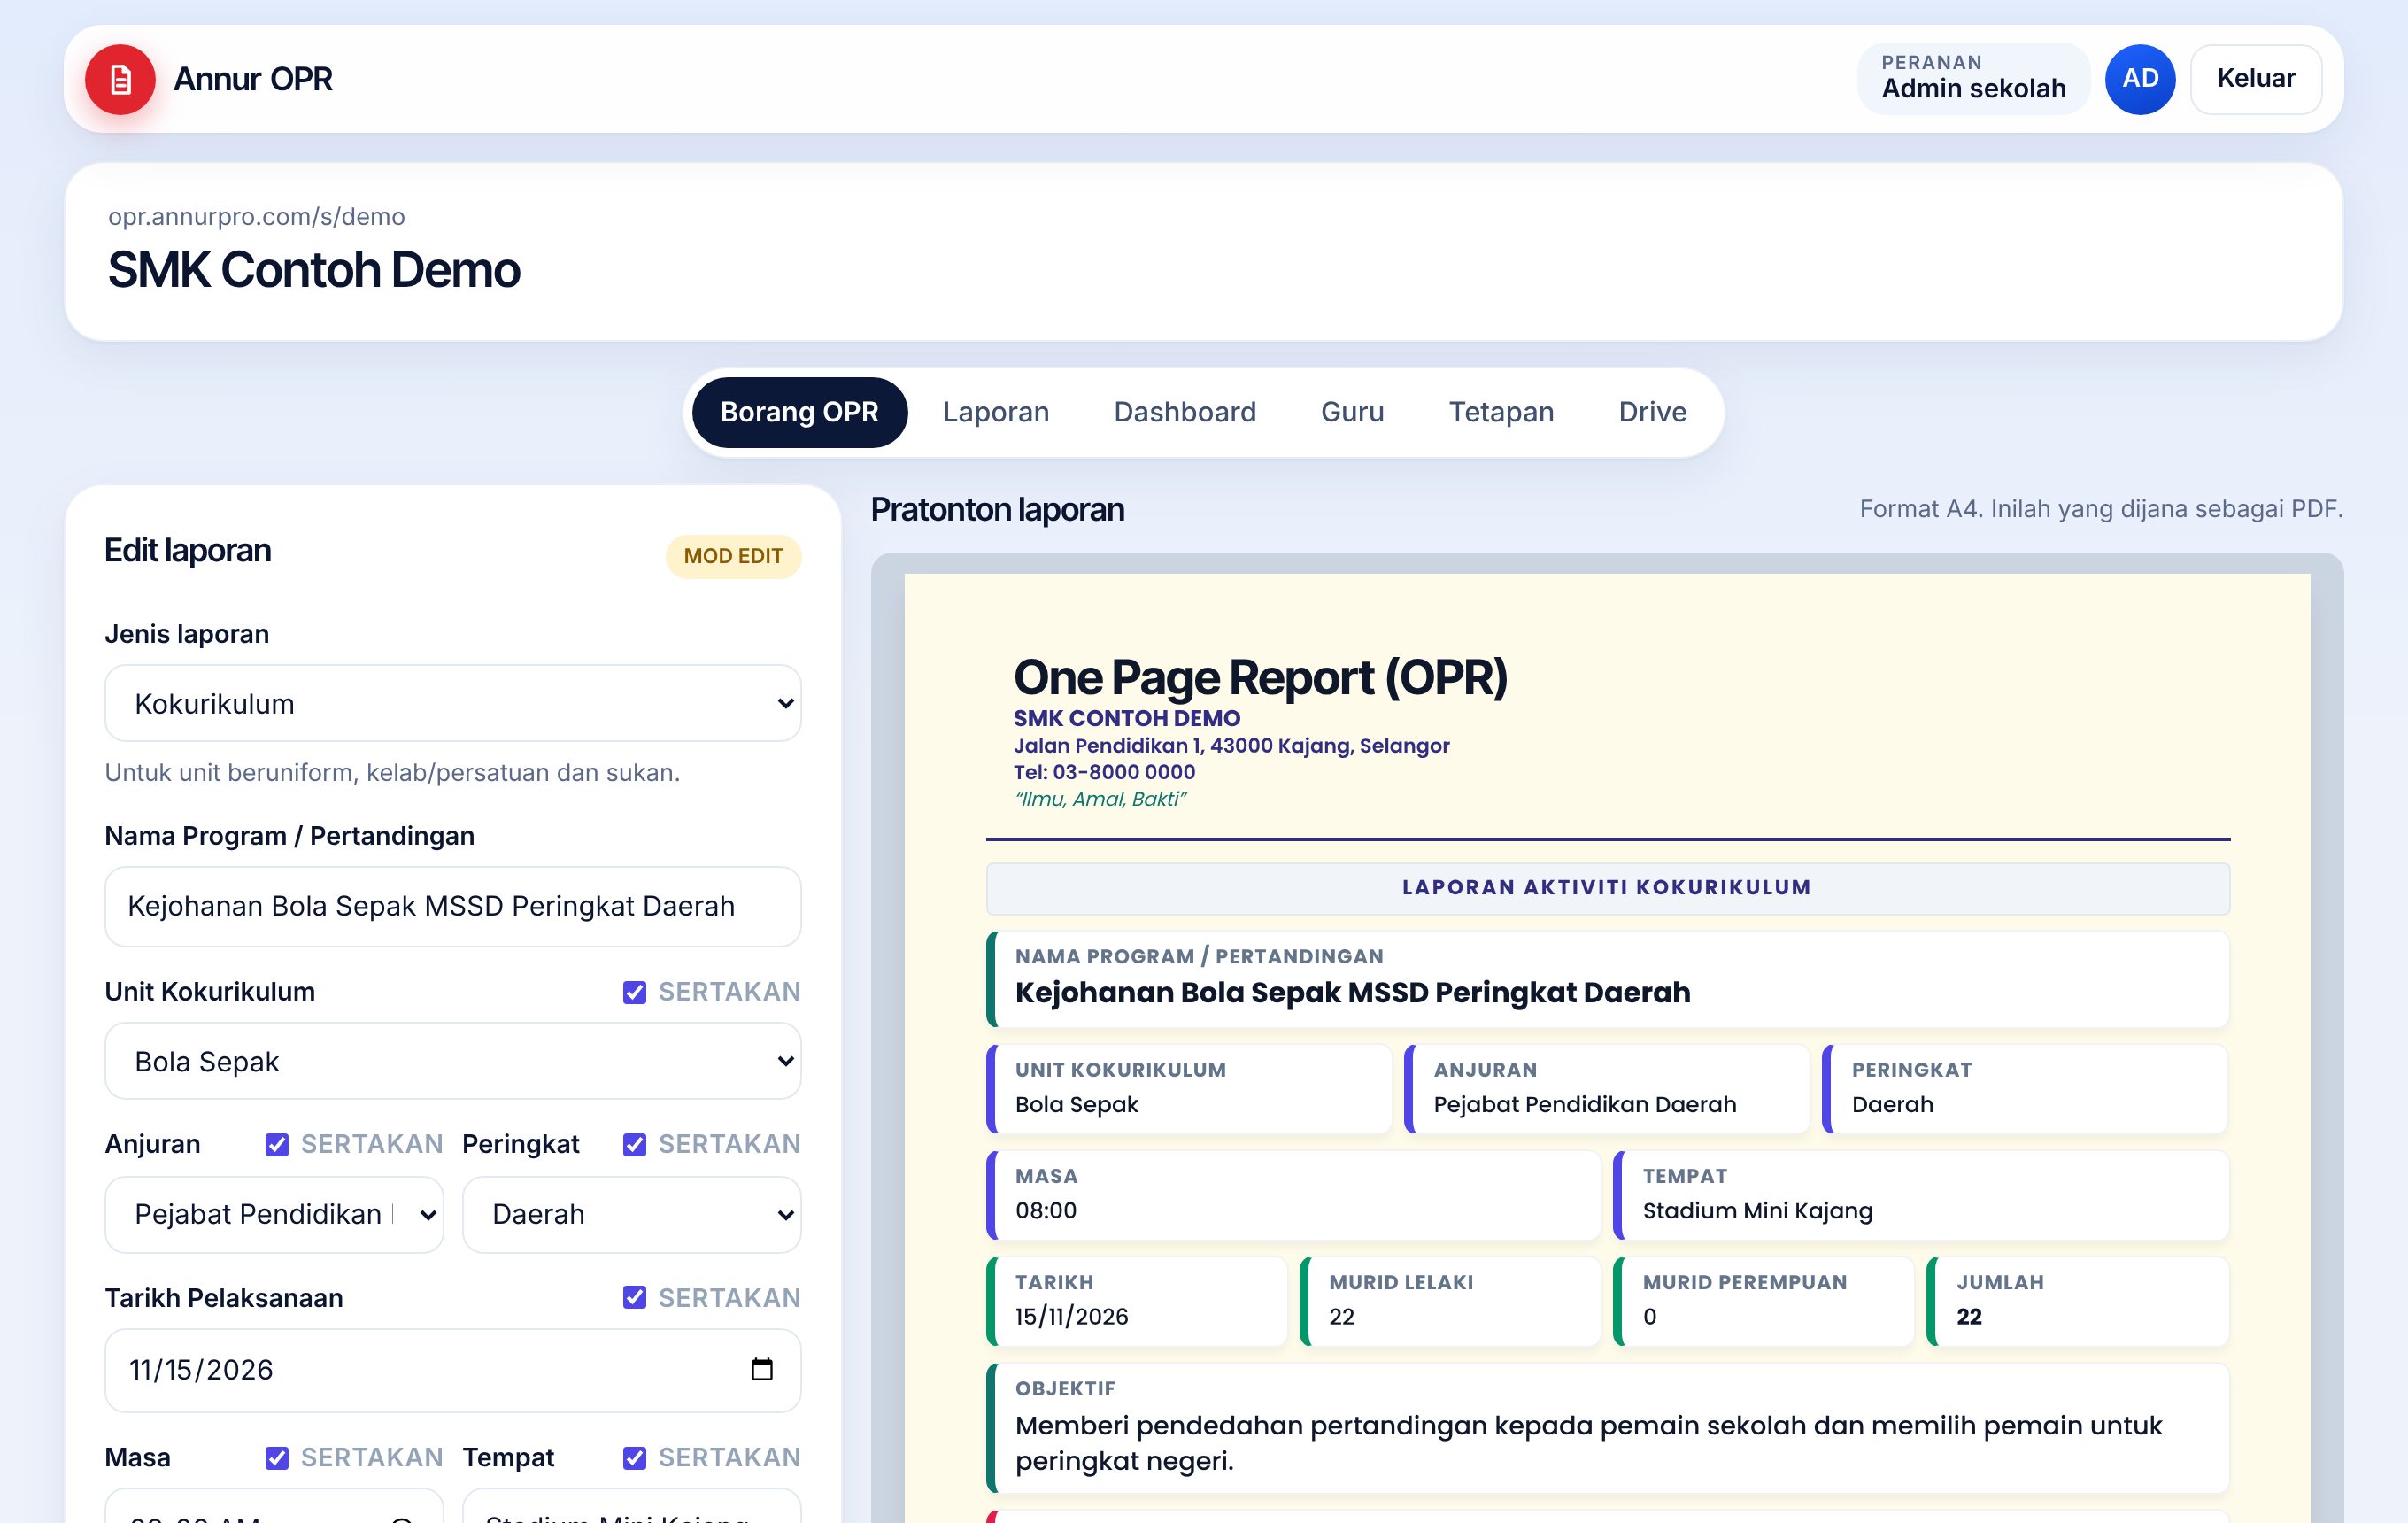 Annur OPR
PERANAN
Admin sekolah
AD
Keluar
opr.annurpro.com/s/demo
SMK Contoh Demo
Borang OPR
Laporan
Dashboard
Guru
Tetapan
Drive
Edit laporan
MOD EDIT
Jenis laporan
Kokurikulum
Untuk unit beruniform, kelab/persatuan dan sukan.
Nama Program / Pertandingan
Kejohanan Bola Sepak MSSD Peringkat Daerah
Unit Kokurikulum
SERTAKAN
Bola Sepak
Anjuran
SERTAKAN
Peringkat
SERTAKAN
Pejabat Pendidikan
Daerah
Tarikh Pelaksanaan
SERTAKAN
11/15/2026
Masa
SERTAKAN
Tempat
SERTAKAN
Pratonton laporan
Format A4. Inilah yang dijana sebagai PDF.
One Page Report (OPR)
SMK CONTOH DEMO
Jalan Pendidikan 1, 43000 Kajang, Selangor
Tel: 03-8000 0000
“Ilmu, Amal, Bakti”
LAPORAN AKTIVITI KOKURIKULUM
NAMA PROGRAM / PERTANDINGAN
Kejohanan Bola Sepak MSSD Peringkat Daerah
UNIT KOKURIKULUM
Bola Sepak
ANJURAN
Pejabat Pendidikan Daerah
PERINGKAT
Daerah
MASA
08:00
TEMPAT
Stadium Mini Kajang
TARIKH
15/11/2026
MURID LELAKI
22
MURID PEREMPUAN
0
JUMLAH
22
OBJEKTIF
Memberi pendedahan pertandingan kepada pemain sekolah dan memilih pemain untuk
peringkat negeri.